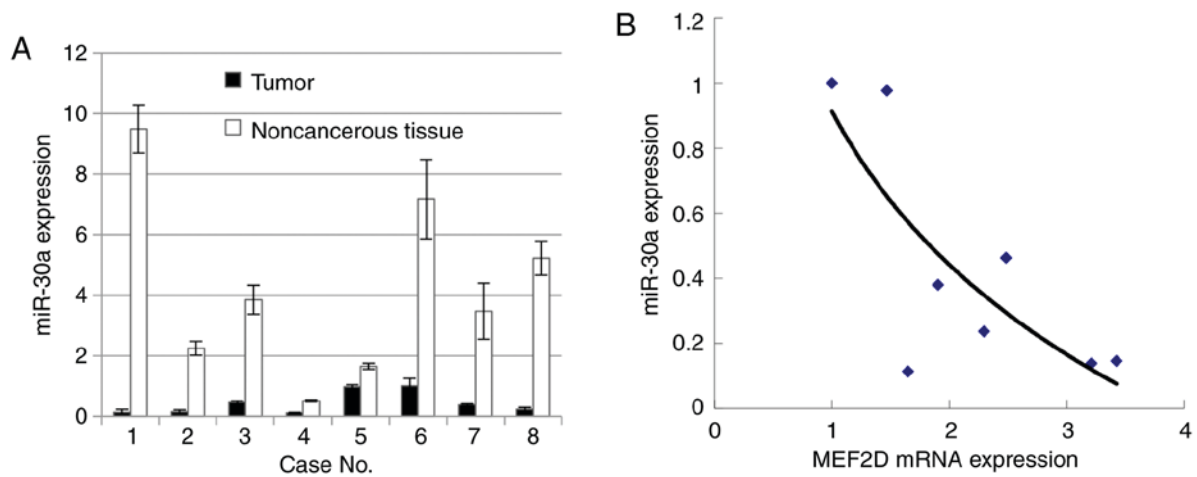 A
miR-30a expression
12
10
8
6
4
2
0
Tumor
Noncancerous tissue
1 2 3 4 5 6 7 8
Case No.
B
miR-30a expression
1.2
1
0.8
0.6
0.4
0.2
0
0 1 2 3 4
MEF2D mRNA expression